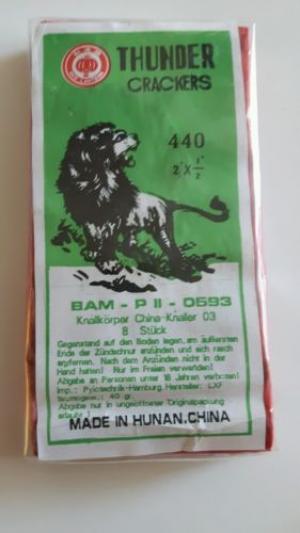 THUNDER
CRACKERS
440
2" X 1/2"
BAM - P II - 0593
Knallkörper China-Knaller 03
8 Stück
Gegenstand auf den Boden legen, am äußersten
Ende der Zündschnur anzünden und sich rasch
entfernen. Nach dem Anzünden nicht in der
Hand halten! Nur im Freien verwenden!
Abgabe an Personen unter 18 Jahren verboten!
Imp.: Pyrotechnik-Hamburg Hersteller: LXF
40 gr.
Abgabe nur in ungeöffneter Originalpackung
erlaubt!
MADE IN HUNAN.CHINA